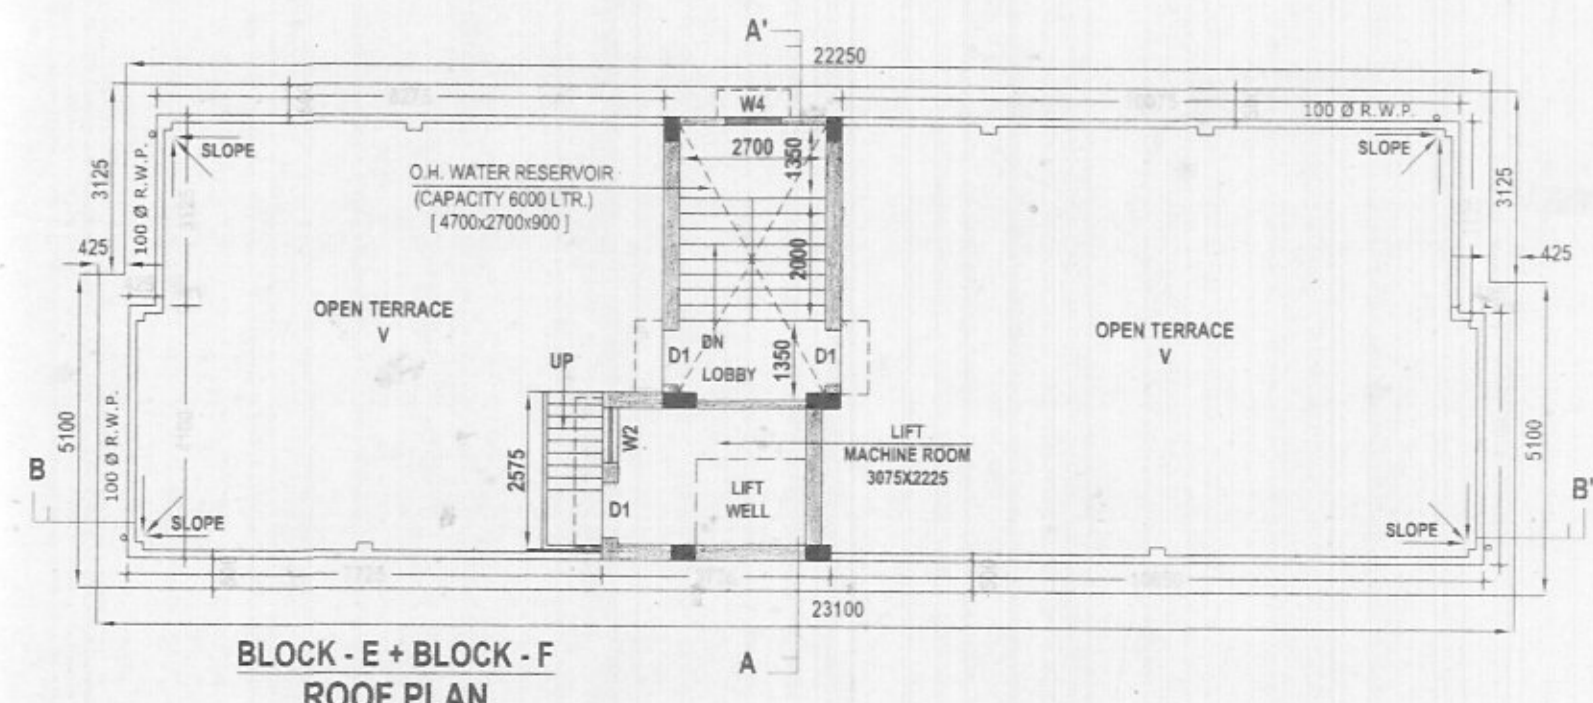 A'
22250
W4
100 Ø R.W.P.
SLOPE
2700
1350
SLOPE
O.H. WATER RESERVOIR
(CAPACITY 6000 LTR.)
[ 4700x2700x900 ]
3125
100 Ø R.W.P.
3125
425
2000
425
OPEN TERRACE
V
OPEN TERRACE
V
UP
D1
DN
LOBBY
1350
D1
5100
100 Ø R.W.P.
W2
LIFT
MACHINE ROOM
3075X2225
5100
B
2575
LIFT
WELL
B'
SLOPE
D1
SLOPE
7725
23100
BLOCK - E + BLOCK - F
A
ROOF PLAN